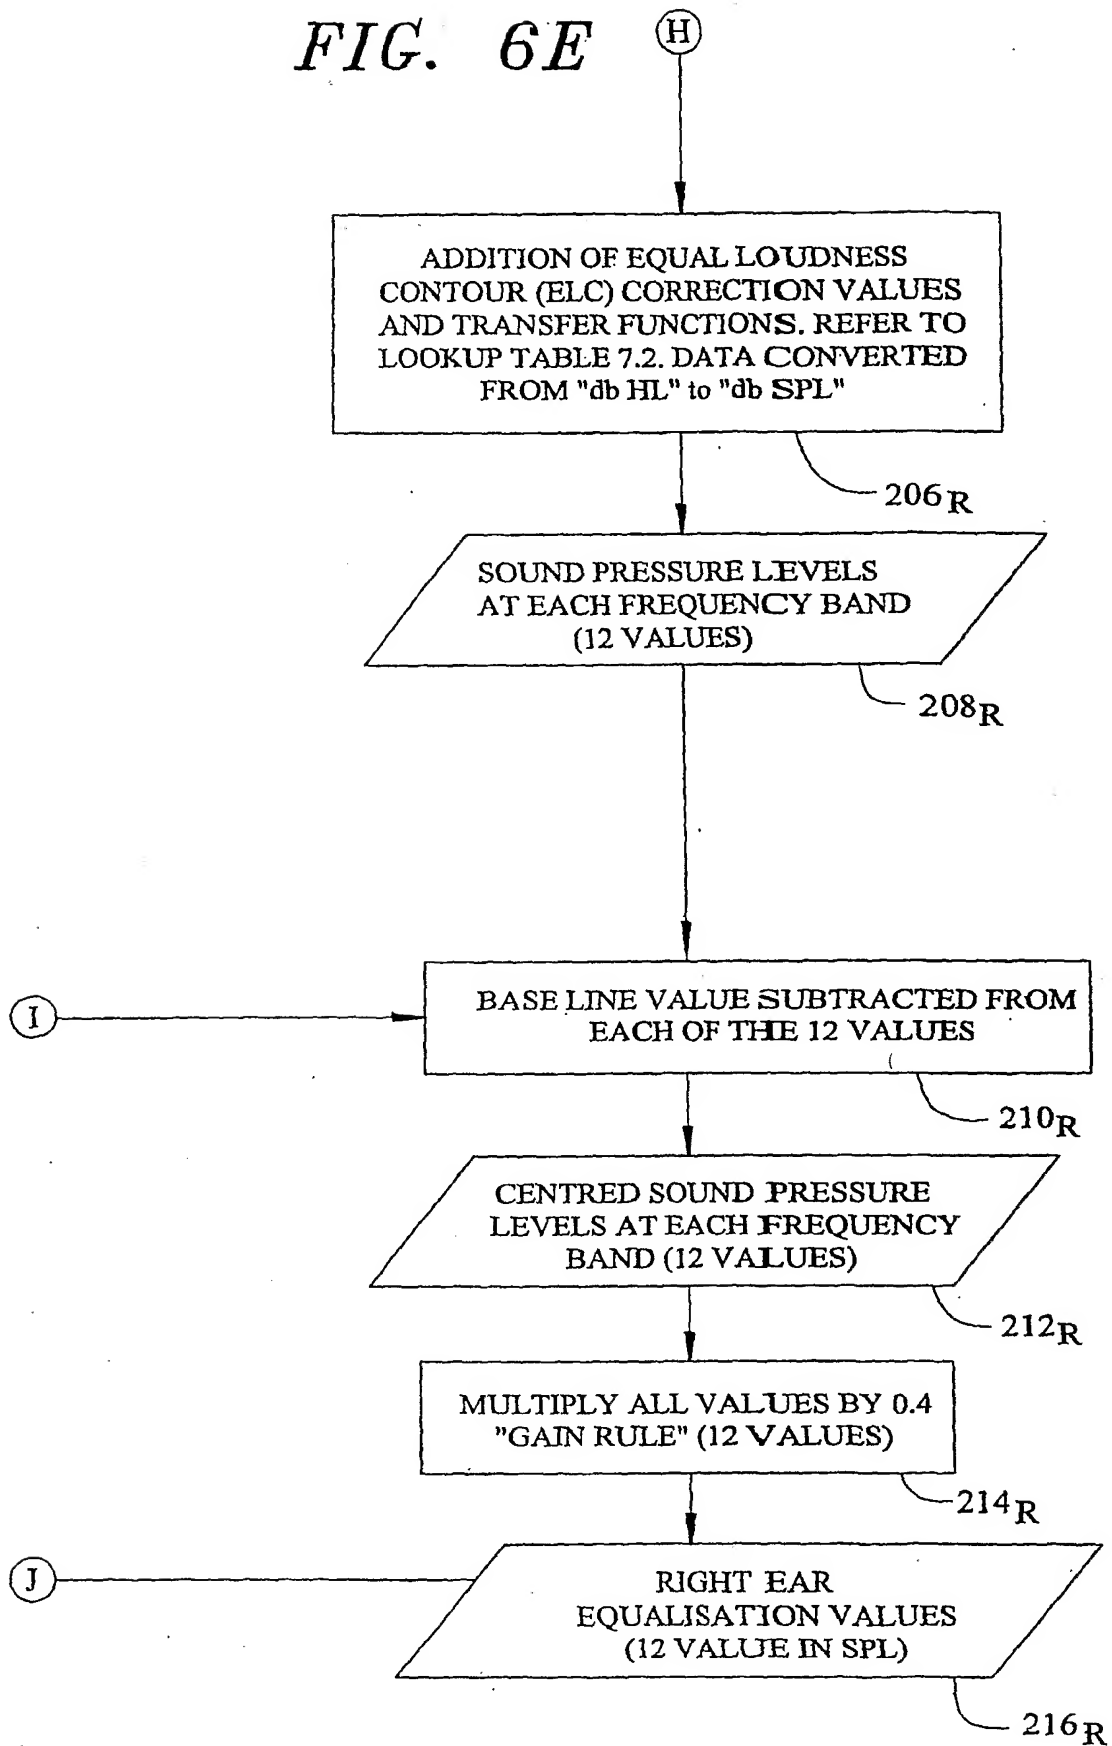 FIG. 6E
H
ADDITION OF EQUAL LOUDNESS
CONTOUR (ELC) CORRECTION VALUES
AND TRANSFER FUNCTIONS. REFER TO
LOOKUP TABLE 7.2. DATA CONVERTED
FROM "db HL" to "db SPL"
206R
SOUND PRESSURE LEVELS
AT EACH FREQUENCY BAND
(12 VALUES)
208R
I
BASE LINE VALUE SUBTRACTED FROM
EACH OF THE 12 VALUES
210R
CENTRED SOUND PRESSURE
LEVELS AT EACH FREQUENCY
BAND (12 VALUES)
212R
MULTIPLY ALL VALUES BY 0.4
"GAIN RULE" (12 VALUES)
214R
J
RIGHT EAR
EQUALISATION VALUES
(12 VALUE IN SPL)
216R